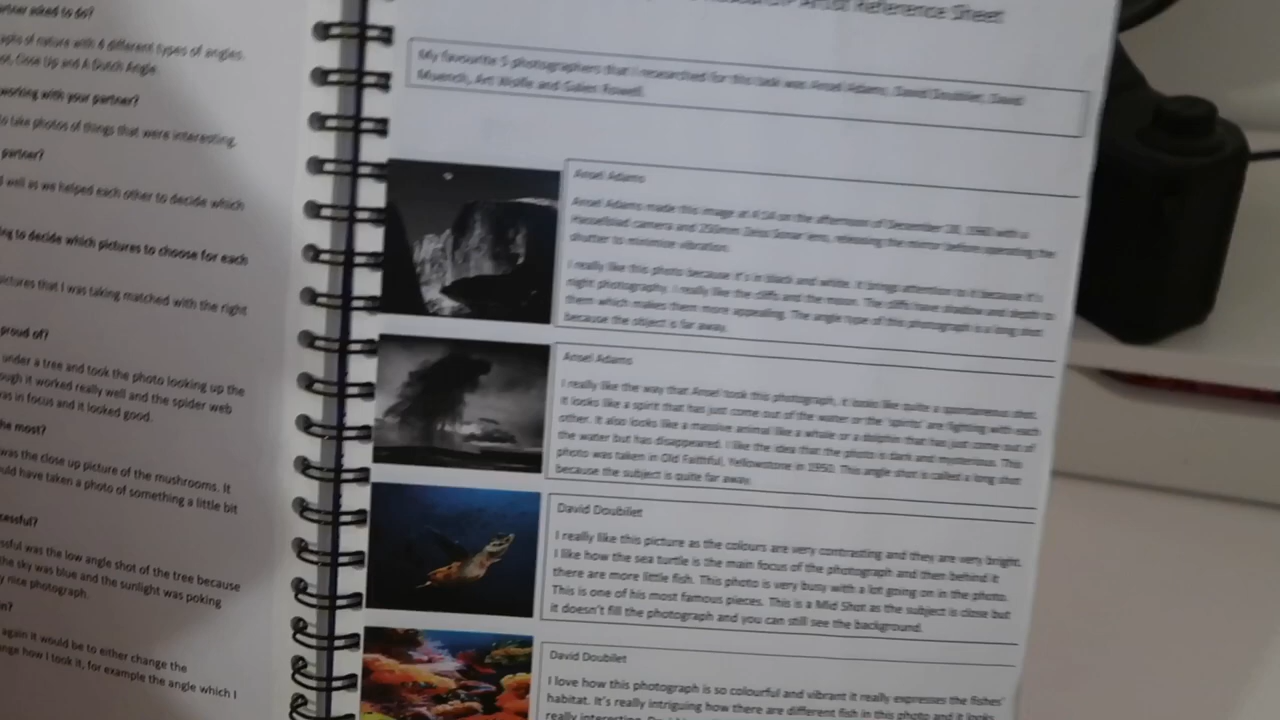 partner asked to do?
of nature with 4 different types of angles.
Close Up and A Dutch Angle.
working with your partner?
to take photos of things that were interesting.
partner?
well as we helped each other to decide which
to decide which pictures to choose for each
pictures that I was taking matched with the right
proud of?
under a tree and took the photo looking up the
it worked really well and the spider web
was in focus and it looked good.
the most?
was the close up picture of the mushrooms. It
have taken a photo of something a little bit
was the low angle shot of the tree because
the sky was blue and the sunlight was poking
nice photograph.
again it would be to either change the
how I took it, for example the angle which I
Artist Reference Sheet
My favourite 5 photographers that I researched for this task was Ansel Adams, David Doubilet, David
Muench, Art Wolfe and Galen Rowell.
Ansel Adams
Ansel Adams made this image at on the afternoon of December with a
Hasselblad camera and 250mm Zeiss Sonar lens, releasing the mirror before operating the
shutter to minimize vibration.
I really like this photo because it's in black and white. It brings attention to it because it's
night photography. I really like the cliffs and the moon. The cliffs have shadow and depth to
them which makes them more appealing. The angle type of this photograph is a long shot
because the object is far away.
Ansel Adams
I really like the way that Ansel took this photograph, it looks like quite a spontaneous shot.
It looks like a spirit that has just come out of the water or the 'spirits' are fighting with each
other. It also looks like a massive animal like a whale or a dolphin that has just come out of
the water but has disappeared. I like the idea that the photo is dark and mysterious. This
photo was taken in Old Faithful, Yellowstone in This angle shot is called a long shot
because the subject is quite far away.
David Doubilet
I really like this picture as the colours are very contrasting and they are very bright.
I like how the sea turtle is the main focus of the photograph and then behind it
there are more little fish. This photo is very busy with a lot going on in the photo.
This is one of his most famous pieces. This is a Mid Shot as the subject is close but
it doesn't fill the photograph and you can still see the background.
David Doubilet
I love how this photograph is so colourful and vibrant it really expresses the fishes'
habitat. It's really intriguing how there are different fish in this photo and it looks
really interesting.